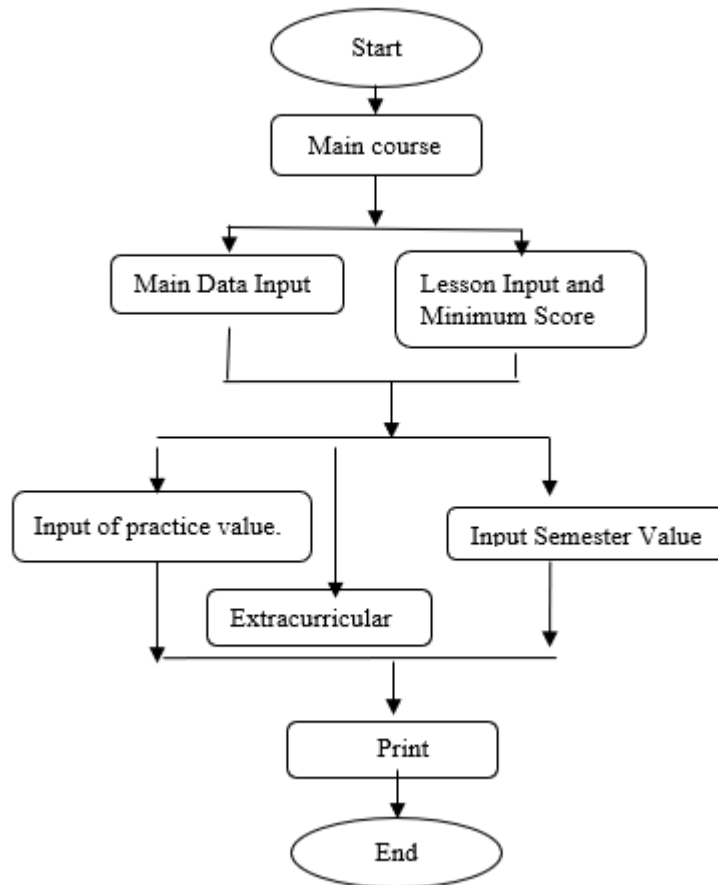 Start
Main course
Main Data Input
Lesson Input and
Minimum Score
Input of practice value.
Input Semester Value
Extracurricular
Print
End